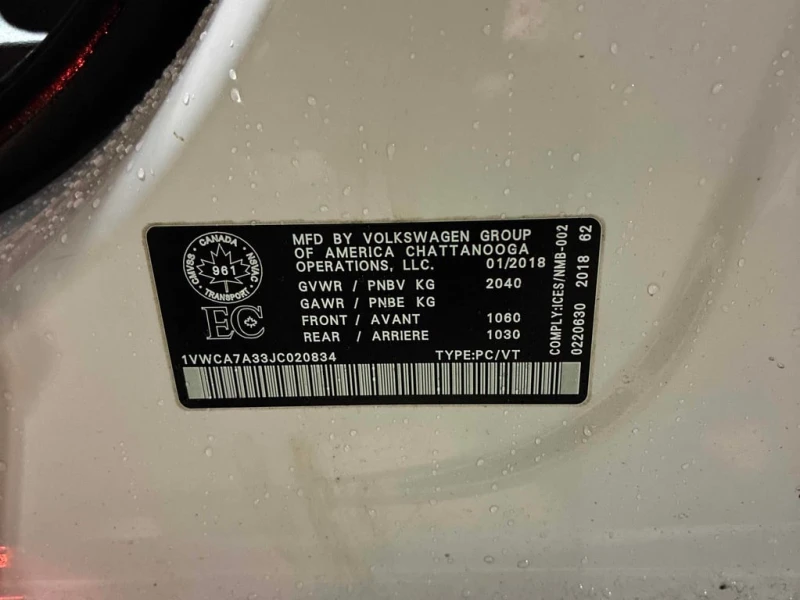 CANADA
CMVSS NSVAC
961
TRANSPORT
EC
MFD BY VOLKSWAGEN GROUP
OF AMERICA CHATTANOOGA
OPERATIONS, LLC. 01/2018
GVWR / PNBV KG 2040
GAWR / PNBE KG
FRONT / AVANT 1060
REAR / ARRIERE 1030
1VWCA7A33JC020834 TYPE:PC/VT
COMPLY:ICES/NMB-002
0220630 2018 62